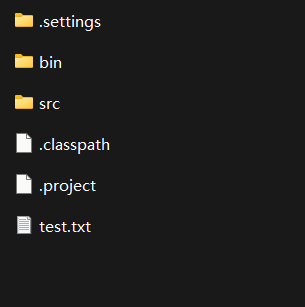 .settings
bin
src
.classpath
.project
test.txt